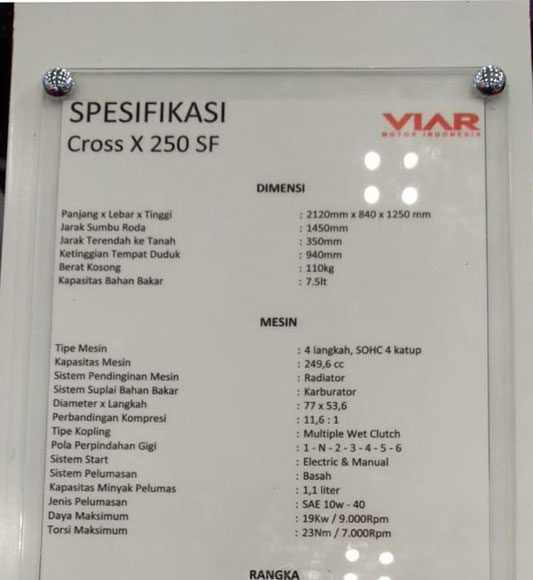 SPESIFIKASI
Cross X 250 SF
VIAR
MOTOR INDONESIA
DIMENSI
Panjang x Lebar x Tinggi : 2120mm x 840 x 1250 mm
Jarak Sumbu Roda : 1450mm
Jarak Terendah ke Tanah : 350mm
Ketinggian Tempat Duduk : 940mm
Berat Kosong : 110kg
Kapasitas Bahan Bakar : 7.5lt
MESIN
Tipe Mesin : 4 langkah, SOHC 4 katup
Kapasitas Mesin : 249,6 cc
Sistem Pendinginan Mesin : Radiator
Sistem Suplai Bahan Bakar : Karburator
Diameter x Langkah : 77 x 53,6
Perbandingan Kompresi : 11,6 : 1
Tipe Kopling : Multiple Wet Clutch
Pola Perpindahan Gigi : 1 - N - 2 - 3 - 4 - 5 - 6
Sistem Start : Electric & Manual
Sistem Pelumasan : Basah
Kapasitas Minyak Pelumas : 1,1 liter
Jenis Pelumasan : SAE 10w - 40
Daya Maksimum : 19Kw / 9.000Rpm
Torsi Maksimum : 23Nm / 7.000Rpm
RANGKA